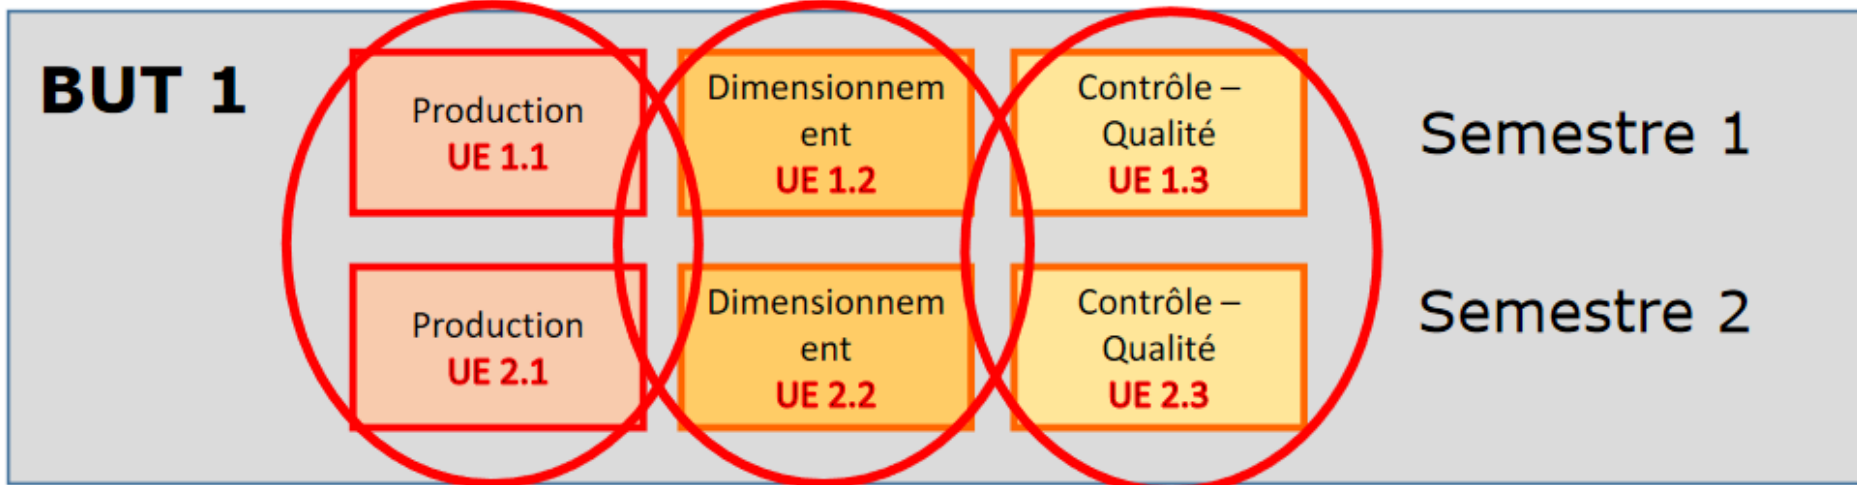 BUT 1
Production
UE 1.1
Dimensionnem
ent
UE 1.2
Contrôle –
Qualité
UE 1.3
Semestre 1
Production
UE 2.1
Dimensionnem
ent
UE 2.2
Contrôle –
Qualité
UE 2.3
Semestre 2